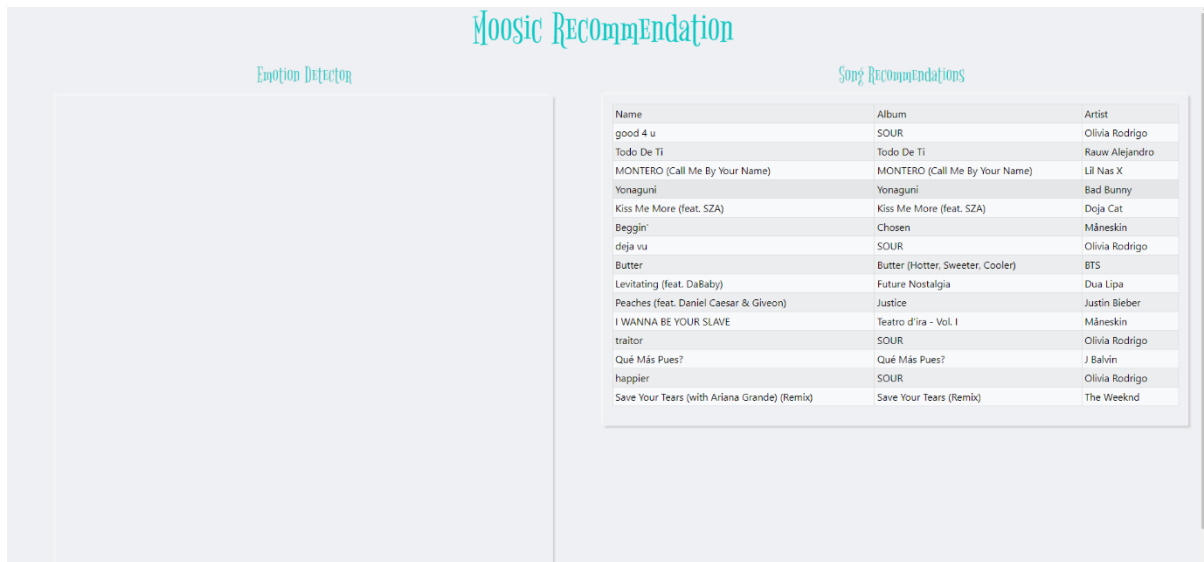 Moosic Recommendation
Emotion Detector
Song Recommendations
Name Album Artist
good 4 u SOUR Olivia Rodrigo
Todo De Ti Todo De Ti Rauw Alejandro
MONTERO (Call Me By Your Name) MONTERO (Call Me By Your Name) Lil Nas X
Yonaguni Yonaguni Bad Bunny
Kiss Me More (feat. SZA) Kiss Me More (feat. SZA) Doja Cat
Beggin' Chosen Måneskin
deja vu SOUR Olivia Rodrigo
Butter Butter (Hotter, Sweeter, Cooler) BTS
Levitating (feat. DaBaby) Future Nostalgia Dua Lipa
Peaches (feat. Daniel Caesar & Giveon) Justice Justin Bieber
I WANNA BE YOUR SLAVE Teatro d'ira - Vol. I Måneskin
traitor SOUR Olivia Rodrigo
Qué Más Pues? Qué Más Pues? J Balvin
happier SOUR Olivia Rodrigo
Save Your Tears (with Ariana Grande) (Remix) Save Your Tears (Remix) The Weeknd